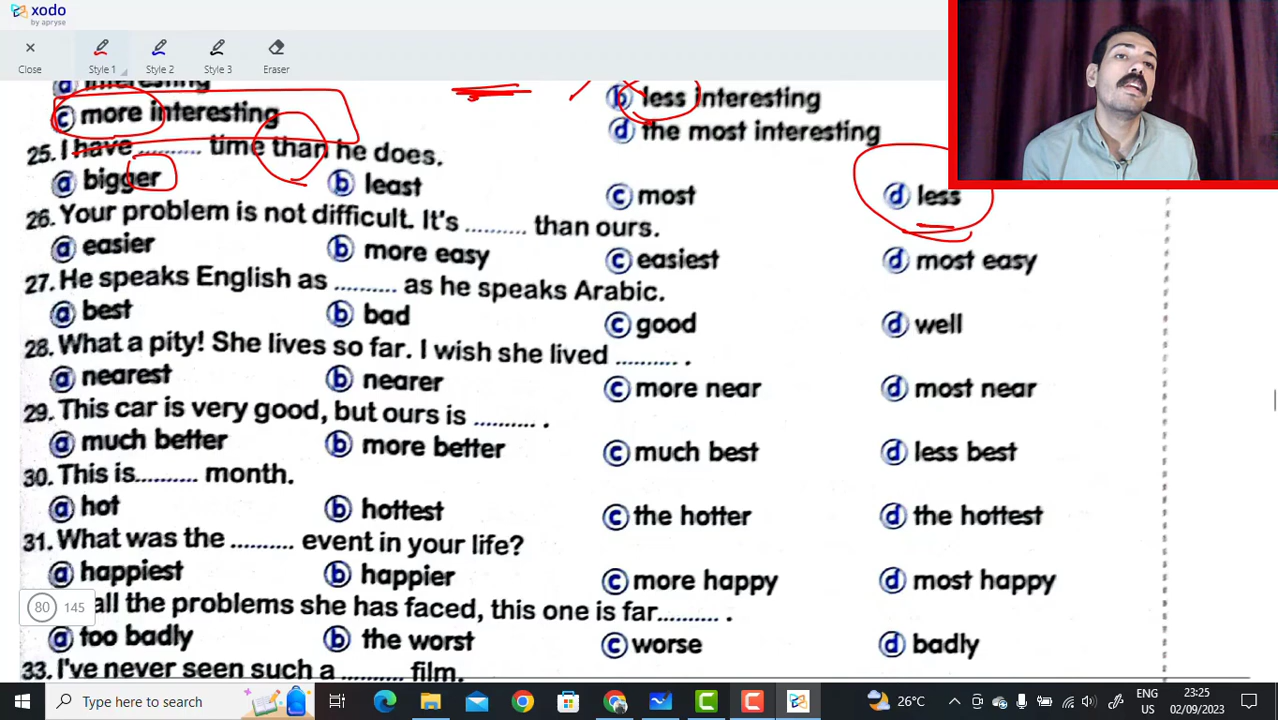 xodo
by apryse
Close
Style 1
Style 2
Style 3
Eraser
a interesting
b less interesting
c more interesting
d the most interesting
25. I have .......... time than he does.
a bigger b least c most d less
26. Your problem is not difficult. It's .......... than ours.
a easier b more easy c easiest d most easy
27. He speaks English as .......... as he speaks Arabic.
a best b bad c good d well
28. What a pity! She lives so far. I wish she lived .......... .
a nearest b nearer c more near d most near
29. This car is very good, but ours is .......... .
a much better b more better c much best d less best
30. This is.......... month.
a hot b hottest c the hotter d the hottest
31. What was the .......... event in your life?
a happiest b happier c more happy d most happy
all the problems she has faced, this one is far.......... .
a too badly b the worst c worse d badly
33. I've never seen such a .......... film.
80 145
Type here to search
26°C
ENG
23:25
02/09/2023